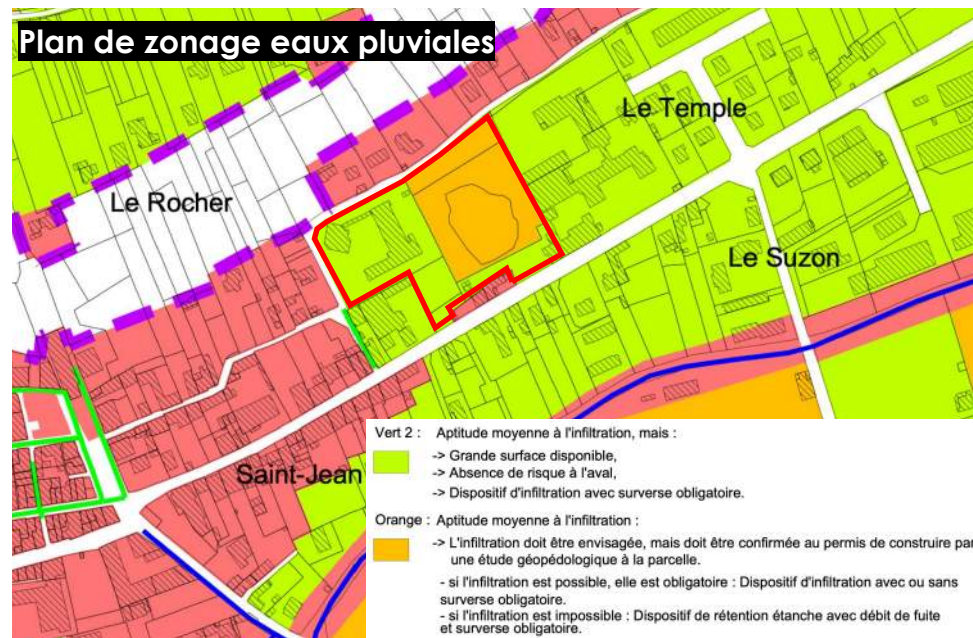 Plan de zonage eaux pluviales
Le Temple
Le Rocher
Le Suzon
Saint-Jean
Vert 2 : Aptitude moyenne à l'infiltration, mais :
-> Grande surface disponible,
-> Absence de risque à l'aval,
-> Dispositif d'infiltration avec surverse obligatoire.
Orange : Aptitude moyenne à l'infiltration :
-> L'infiltration doit être envisagée, mais doit être confirmée au permis de construire par
une étude géopédologique à la parcelle.
- si l'infiltration est possible, elle est obligatoire : Dispositif d'infiltration avec ou sans
surverse obligatoire.
- si l'infiltration est impossible : Dispositif de rétention étanche avec débit de fuite
et surverse obligatoire.